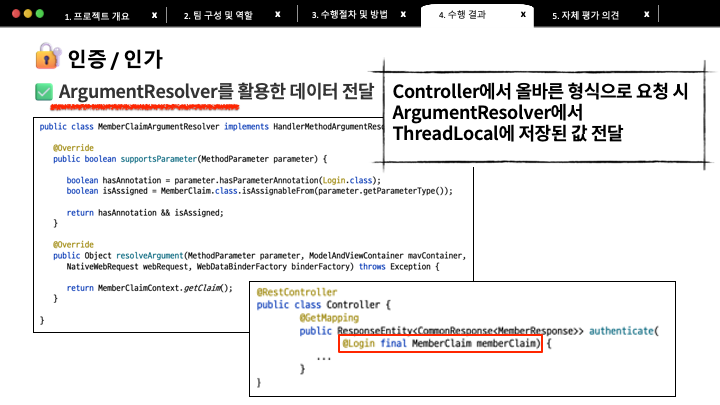 1. 프로젝트 개요 x 2. 팀 구성 및 역할 x 3. 수행절차 및 방법 x 4. 수행 결과 x 5. 자체 평가 의견 x
인증 / 인가
ArgumentResolver를 활용한 데이터 전달
Controller에서 올바른 형식으로 요청 시
ArgumentResolver에서
ThreadLocal에 저장된 값 전달
public class MemberClaimArgumentResolver implements HandlerMethodArgumentReso
@Override
public boolean supportsParameter(MethodParameter parameter) {
boolean hasAnnotation = parameter.hasParameterAnnotation(Login.class);
boolean isAssigned = MemberClaim.class.isAssignableFrom(parameter.getParameterType());
return hasAnnotation && isAssigned;
}
@Override
public Object resolveArgument(MethodParameter parameter, ModelAndViewContainer mavContainer,
NativeWebRequest webRequest, WebDataBinderFactory binderFactory) throws Exception {
return MemberClaimContext.getClaim();
}
}
@RestController
public class Controller {
@GetMapping
public ResponseEntity<CommonResponse<MemberResponse>> authenticate(
@Login final MemberClaim memberClaim) {
...
}
}